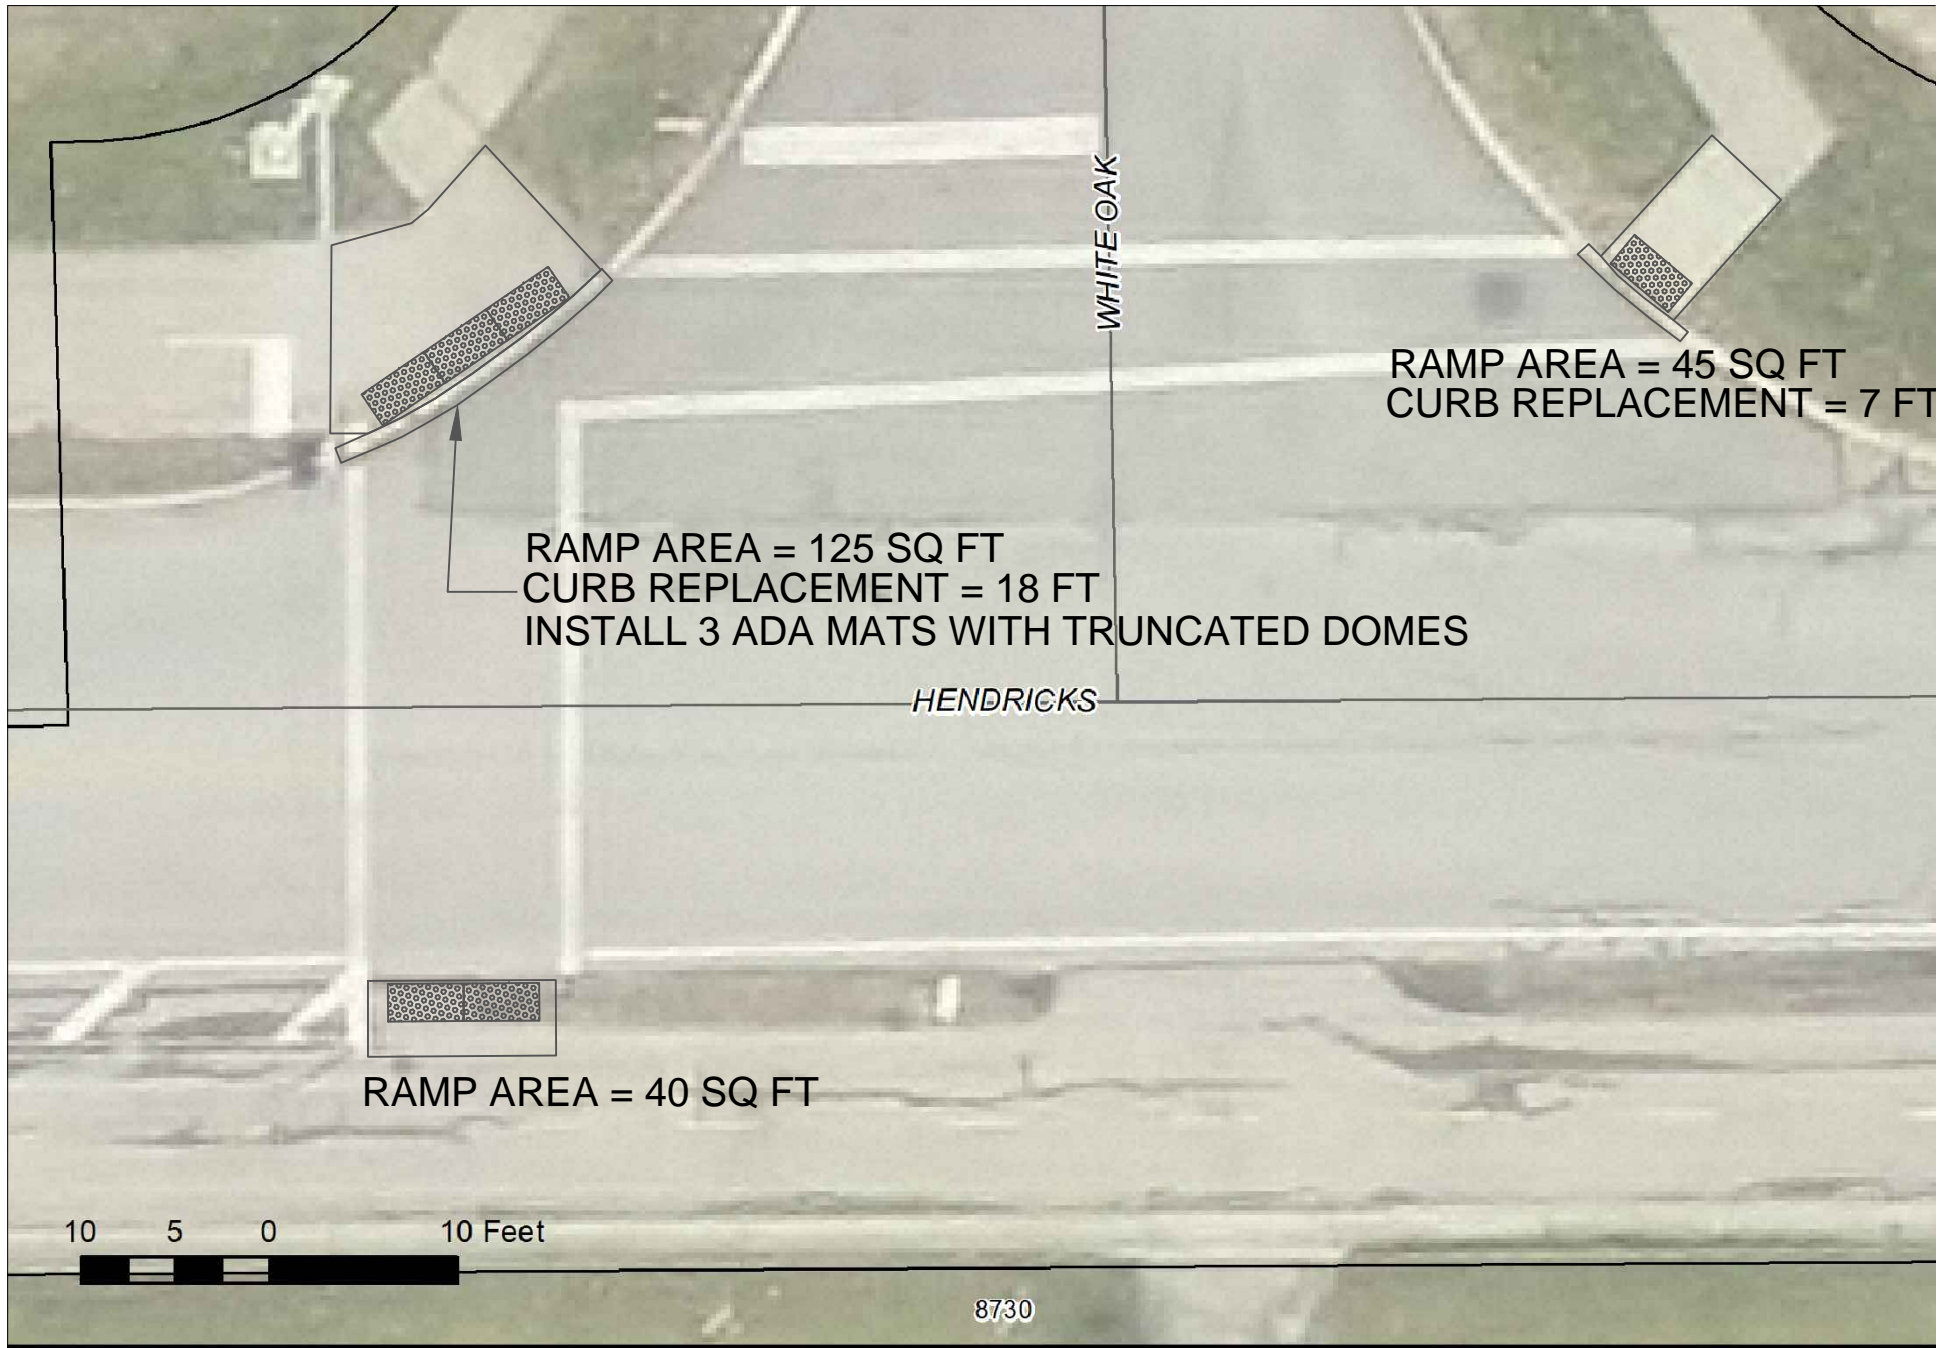 WHITE OAK
RAMP AREA = 45 SQ FT
CURB REPLACEMENT = 7 FT
RAMP AREA = 125 SQ FT
CURB REPLACEMENT = 18 FT
INSTALL 3 ADA MATS WITH TRUNCATED DOMES
HENDRICKS
RAMP AREA = 40 SQ FT
10 5 0 10 Feet
8730